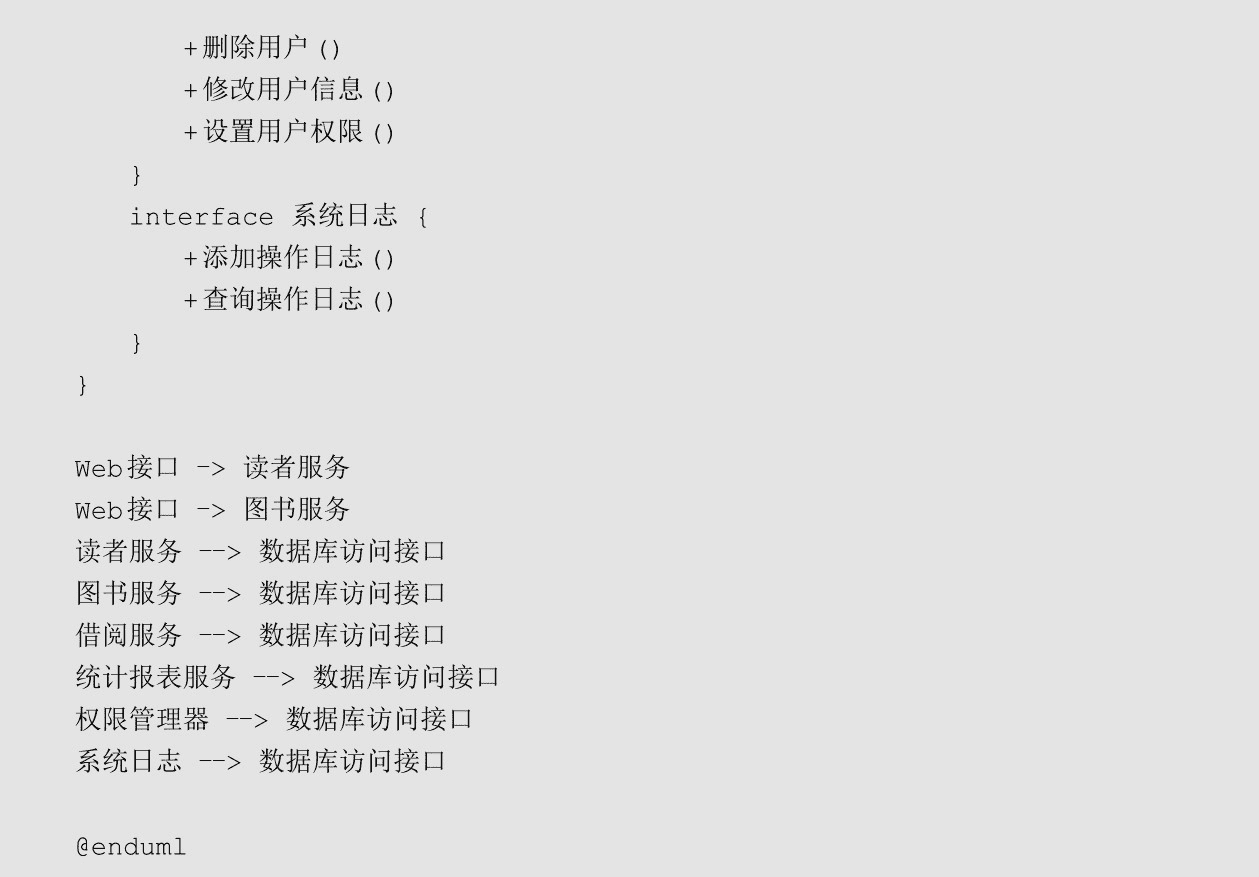 +删除用户()
        +修改用户信息()
        +设置用户权限()
    }
    interface 系统日志 {
        +添加操作日志()
        +查询操作日志()
    }
}

Web接口 -> 读者服务
Web接口 -> 图书服务
读者服务 --> 数据库访问接口
图书服务 --> 数据库访问接口
借阅服务 --> 数据库访问接口
统计报表服务 --> 数据库访问接口
权限管理器 --> 数据库访问接口
系统日志 --> 数据库访问接口

@enduml